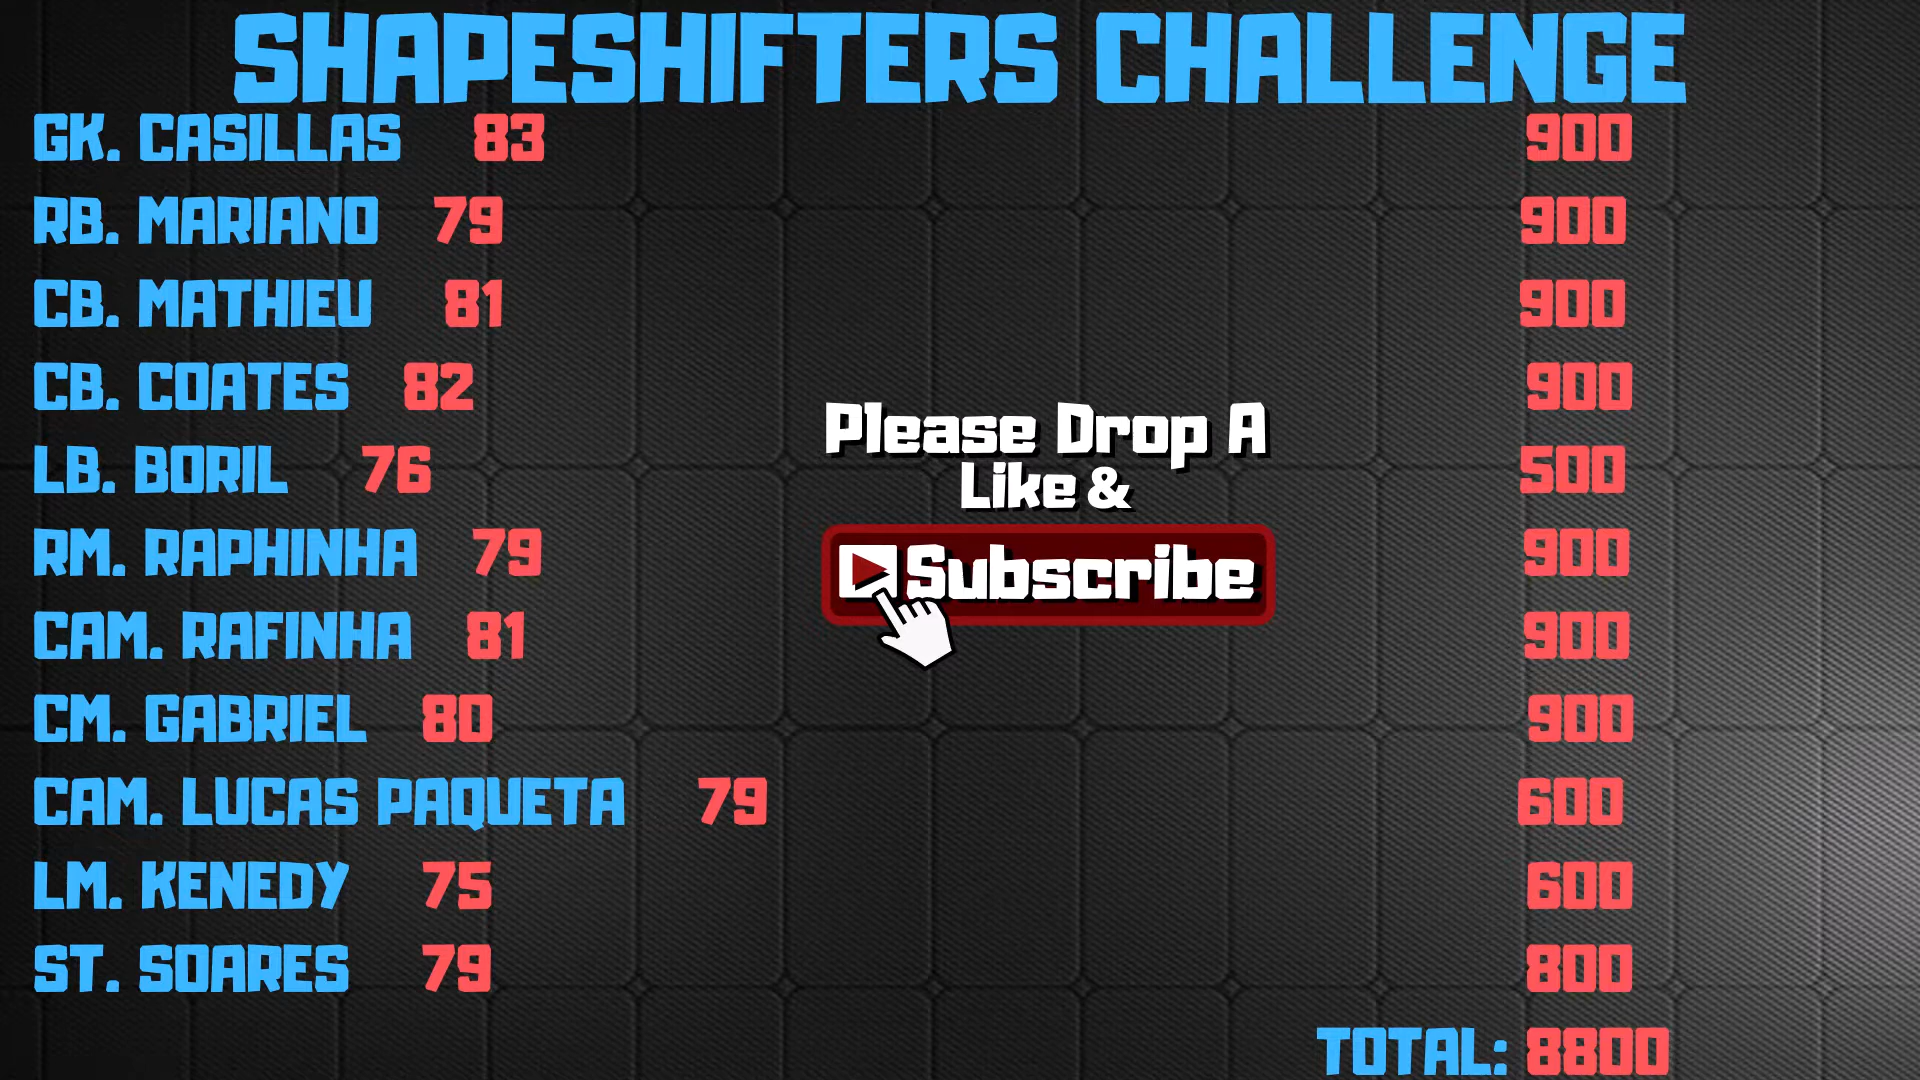 SHAPESHIFTERS CHALLENGE
GK. CASILLAS 83 900
RB. MARIANO 79 900
CB. MATHIEU 81 900
CB. COATES 82 900
LB. BORIL 76 500
RM. RAPHINHA 79 900
CAM. RAFINHA 81 900
CM. GABRIEL 80 900
CAM. LUCAS PAQUETA 79 600
LM. KENEDY 75 600
ST. SOARES 79 800
TOTAL: 8800
Please Drop A
Like &
Subscribe